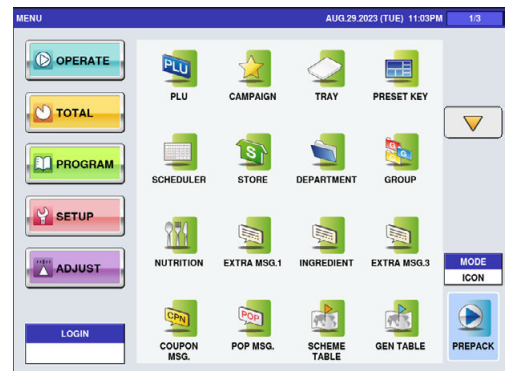 MENU AUG.29.2023 (TUE) 11:03PM 1/3
OPERATE
TOTAL
PROGRAM
SETUP
ADJUST
LOGIN
PLU
PLU CAMPAIGN TRAY PRESET KEY
S
G
G
SCHEDULER STORE DEPARTMENT GROUP
NUTRITION EXTRA MSG.1 INGREDIENT EXTRA MSG.3
CPN POP
COUPON MSG. POP MSG. SCHEME TABLE GEN TABLE
MODE
ICON
PREPACK